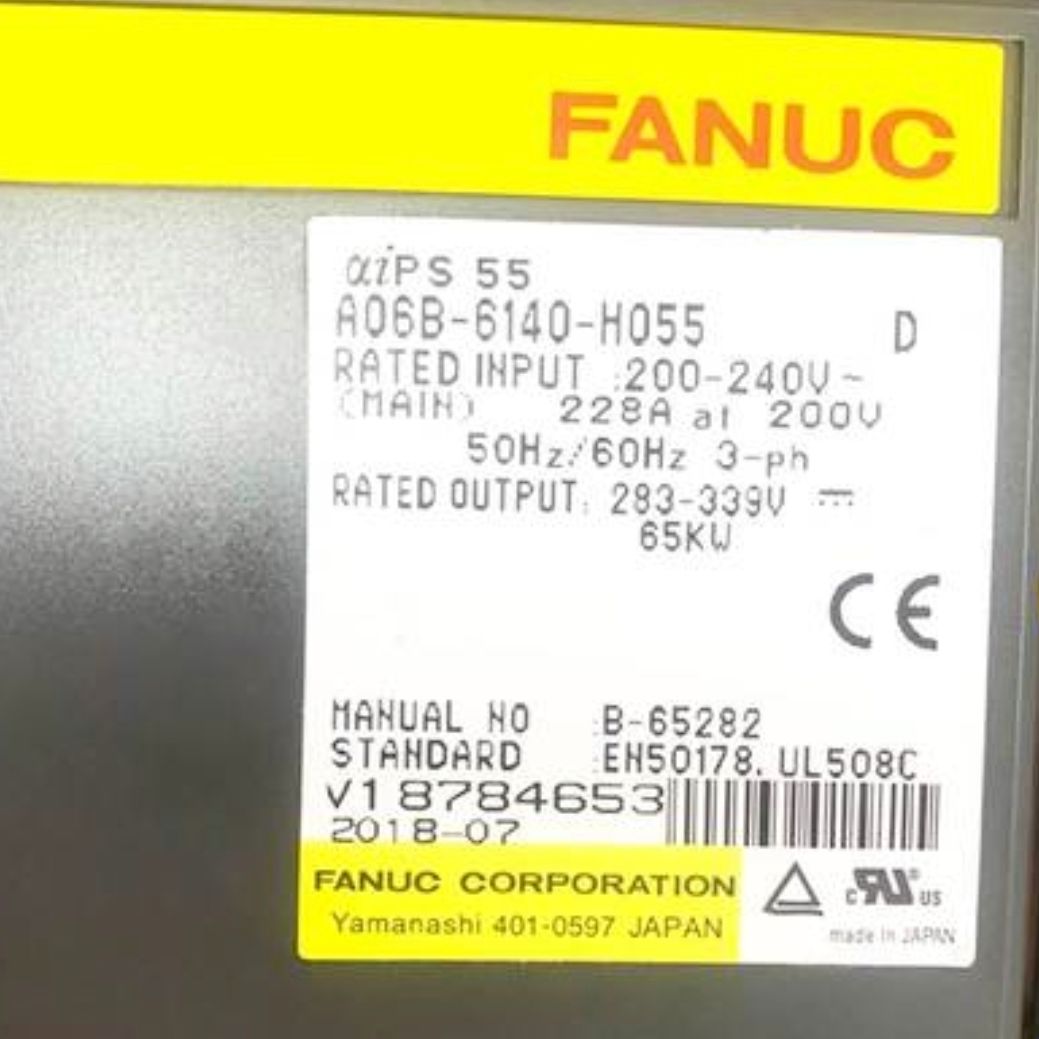 FANUC
αiPS 55
A06B-6140-H055 D
RATED INPUT :200-240V~
(MAIN) 228A at 200V
50Hz/60Hz 3-ph
RATED OUTPUT: 283-339V ⎓
65KW
CE
MANUAL NO :B-65282
STANDARD :EN50178. UL508C
V18784653
2018-07
FANUC CORPORATION
Yamanashi 401-0597 JAPAN
c RU® US
made in JAPAN